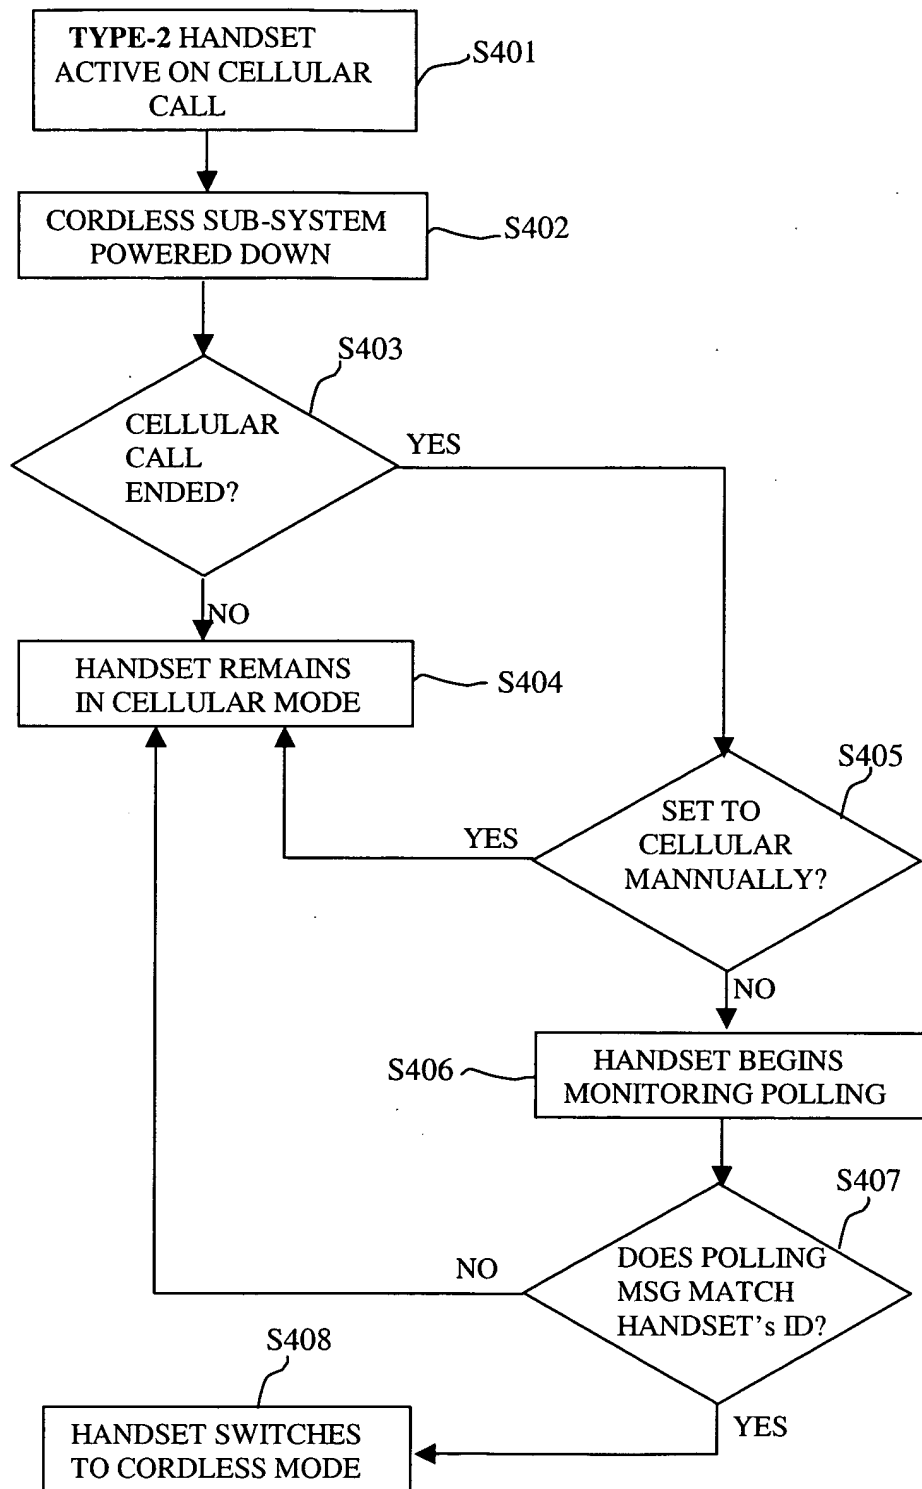 TYPE-2 HANDSET
ACTIVE ON CELLULAR
CALL
S401
CORDLESS SUB-SYSTEM
POWERED DOWN
S402
S403
CELLULAR
CALL
ENDED?
YES
NO
HANDSET REMAINS
IN CELLULAR MODE
S404
S405
SET TO
CELLULAR
MANNUALLY?
YES
NO
HANDSET BEGINS
MONITORING POLLING
S406
S407
DOES POLLING
MSG MATCH
HANDSET's ID?
NO
YES
S408
HANDSET SWITCHES
TO CORDLESS MODE